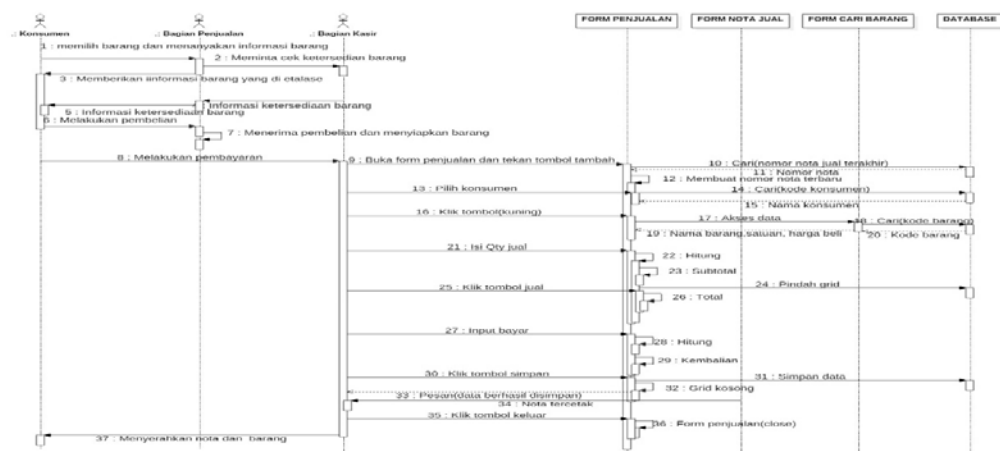 .: Konsumen
.: Bagian Penjualan
.: Bagian Kasir
FORM PENJUALAN
FORM NOTA JUAL
FORM CARI BARANG
DATABASE
1 : memilih barang dan menanyakan informasi barang
2 : Meminta cek ketersedian barang
3 : Memberikan iinformasi barang yang di etalase
Informasi ketersediaan barang
5 : Informasi ketersediaan barang
6 : Melakukan pembelian
7 : Menerima pembelian dan menyiapkan barang
8 : Melakukan pembayaran
9 : Buka form penjualan dan tekan tombol tambah
10 : Cari(nomor nota jual terakhir)
11 : Nomor nota
12 : Membuat nomor nota terbaru
13 : Pilih konsumen
14 : Cari(kode konsumen)
15 : Nama konsumen
16 : Klik tombol(kuning)
17 : Akses data
18 : Cari(kode barang)
19 : Nama barang,satuan, harga beli
20 : Kode barang
21 : Isi Qty jual
22 : Hitung
23 : Subtotal
24 : Pindah grid
25 : Klik tombol jual
26 : Total
27 : Input bayar
28 : Hitung
29 : Kembalian
30 : Klik tombol simpan
31 : Simpan data
32 : Grid kosong
33 : Pesan(data berhasil disimpan)
34 : Nota tercetak
35 : Klik tombol keluar
36 : Form penjualan(close)
37 : Menyerahkan nota dan barang